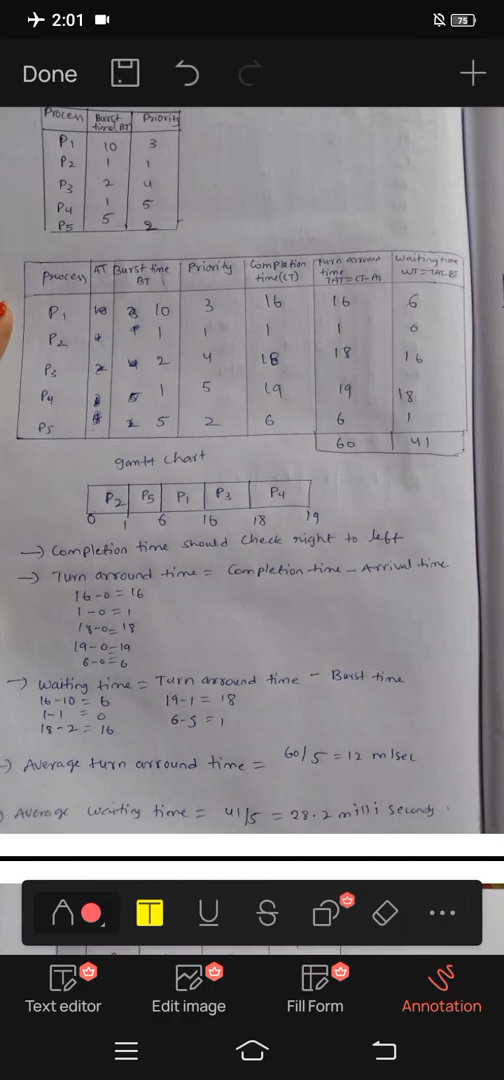 2:01
75
Done
Process Burst time(BT) Priority
P1 10 3
P2 1 1
P3 2 4
P4 1 5
P5 5 2
Process AT Burst time BT Priority Completion time(CT) Turn arround time TAT=CT-At Waiting time WT=TAT-BT
P1 10 3 16 16 6
P2 1 1 1 1 0
P3 2 4 18 18 16
P4 1 5 19 19 18
P5 5 2 6 6 1
60 41
gantt chart
P2 P5 P1 P3 P4
0 1 6 16 18 19
→ Completion time should check right to left
→ Turn arround time = Completion time - Arrival time
16-0=16
1-0=1
18-0=18
19-0=19
6-0=6
→ Waiting time = Turn arround time - Burst time
16-10=6 19-1=18
1-1=0 6-5=1
18-2=16
→ Average turn arround time = 60/5=12 m/sec
Average waiting time = 41/5=28.2 milli seconds.
T U S
Text editor Edit image Fill Form Annotation